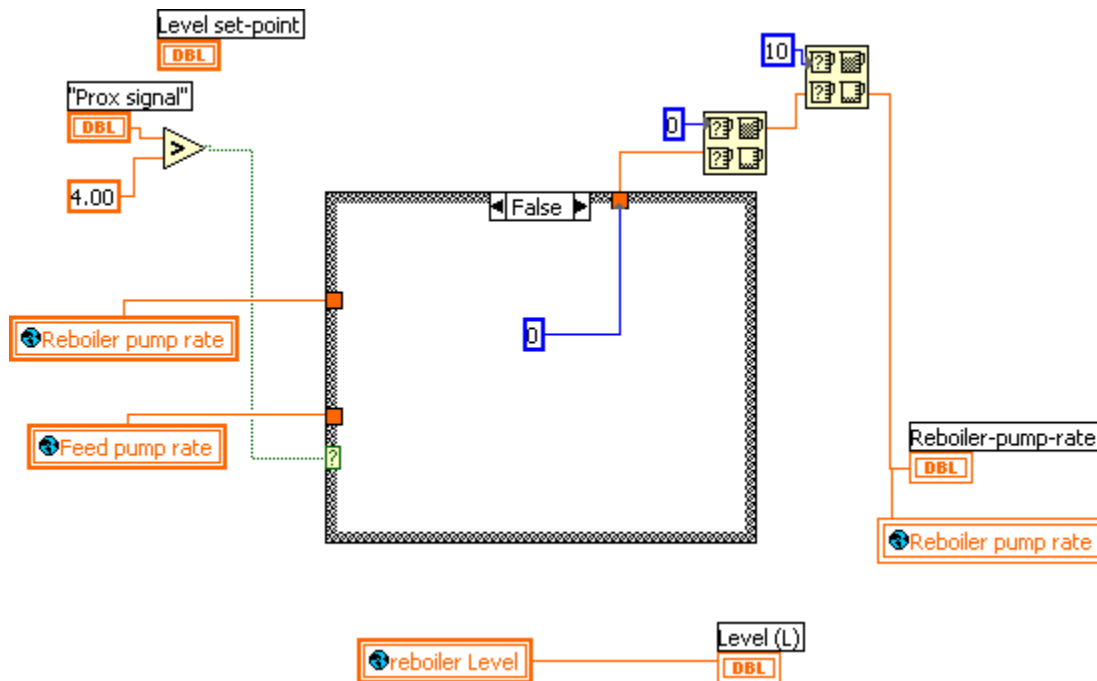 Level set-point
DBL
"Prox signal"
DBL
>
4.00
10
?
?
0
?
?
False
0
Reboiler pump rate
Feed pump rate
?
Reboiler-pump-rate
DBL
Reboiler pump rate
reboiler Level
Level (L)
DBL